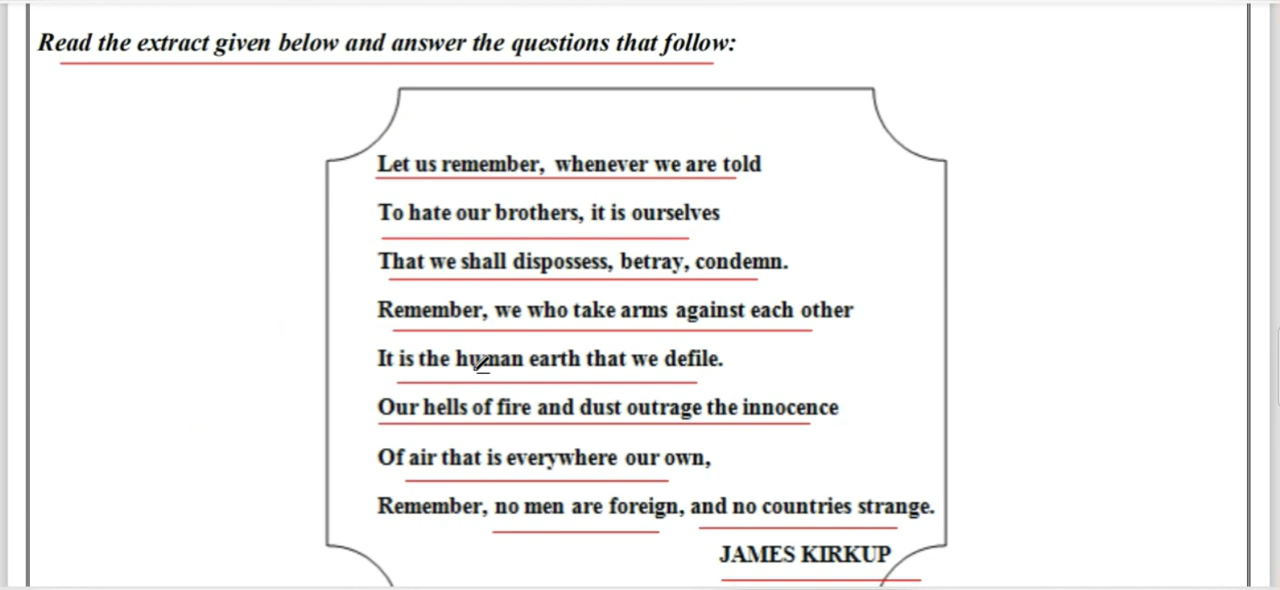 Read the extract given below and answer the questions that follow:
Let us remember, whenever we are told
To hate our brothers, it is ourselves
That we shall dispossess, betray, condemn.
Remember, we who take arms against each other
It is the human earth that we defile.
Our hells of fire and dust outrage the innocence
Of air that is everywhere our own,
Remember, no men are foreign, and no countries strange.
JAMES KIRKUP